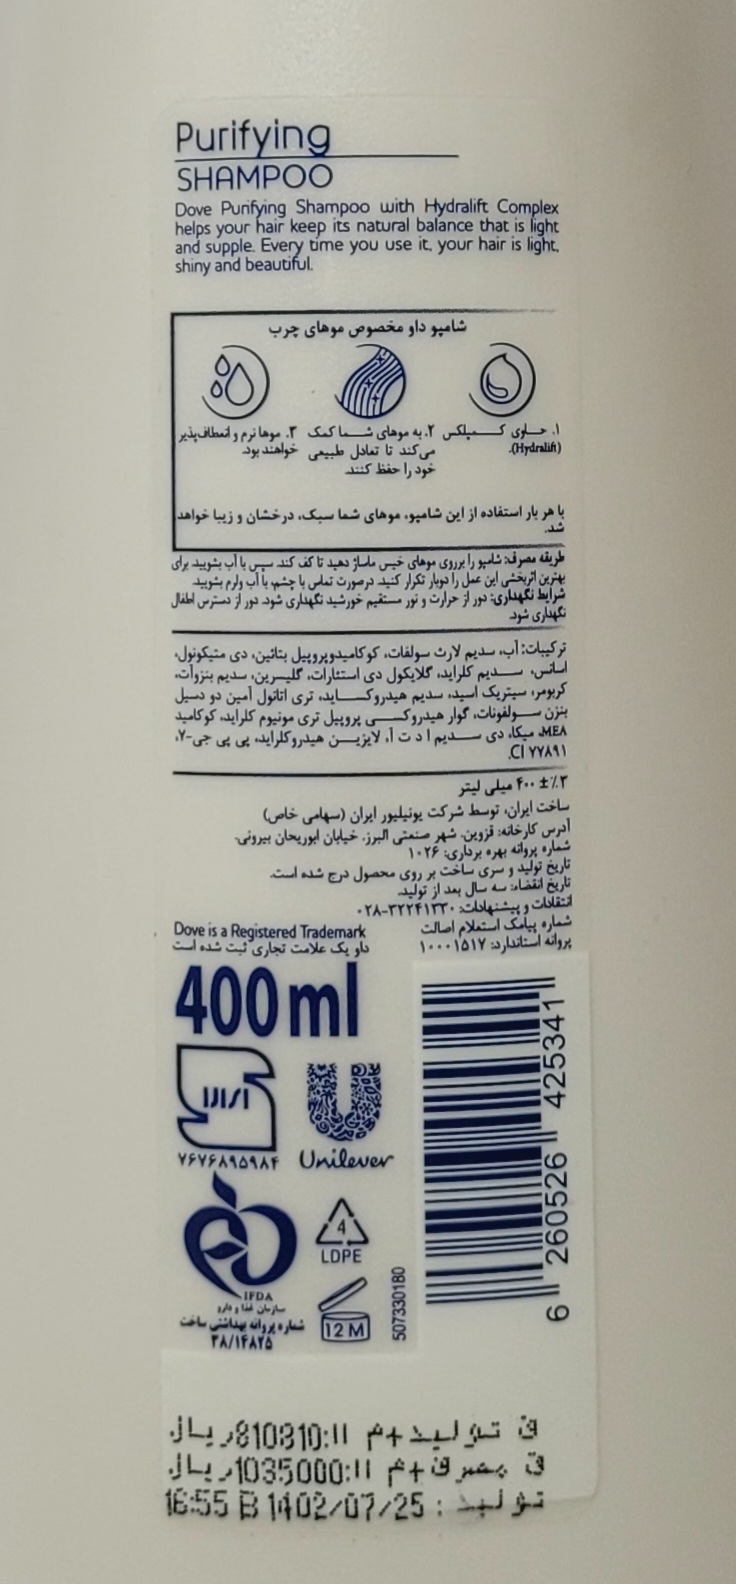 Purifying
SHAMPOO
Dove Purifying Shampoo with Hydralift Complex
helps your hair keep its natural balance that is light
and supple. Every time you use it, your hair is light,
shiny and beautiful.
شامپو داو مخصوص موهای چرب
۱. حاوی کمپلکس
(Hydralift).
۲. به موهای شما کمک
می‌کند تا تعادل طبیعی
خود را حفظ کنند.
۳. موها نرم و انعطاف‌پذیر
خواهند بود.
با هر بار استفاده از این شامپو، موهای شما سبک، درخشان و زیبا خواهد
شد.
طریقه مصرف: شامپو را برروی موهای خیس ماساژ دهید تا کف کند. سپس با آب بشویید. برای
بهترین اثربخشی این عمل را دوبار تکرار کنید. درصورت تماس با چشم، با آب ولرم بشویید.
شرایط نگهداری: دور از حرارت و نور مستقیم خورشید نگهداری شود. دور از دسترس اطفال
نگهداری شود.
ترکیبات: آب، سدیم لارث سولفات، کوکامیدوپروپیل بتائین، دی متیکونول،
اسانس، سدیم کلراید، گلایکول دی استئارات، گلیسرین، سدیم بنزوآت،
کربومر، سیتریک اسید، سدیم هیدروکساید، تری اتانول آمین دو دسیل
بنزن سولفونات، گوار هیدروکسی پروپیل تری مونیوم کلراید، کوکامید
MEA، میکا، دی سدیم ا د ت آ، لایزین هیدروکلراید، پی پی جی-۷،
CI ۷۷۸۹۱.
۴۰۰ ±٪۳ میلی لیتر
ساخت ایران، توسط شرکت یونیلیور ایران (سهامی خاص)
آدرس کارخانه: قزوین، شهر صنعتی البرز، خیابان ابوریحان بیرونی.
شماره پروانه بهره برداری: ۱۰۲۶
تاریخ تولید و سری ساخت بر روی محصول درج شده است.
تاریخ انقضاء: سه سال بعد از تولید.
انتقادات و پیشنهادات: ۳۲۲۴۱۳۳۰-۰۲۸
شماره پیامک استعلام اصالت
پروانه استاندارد: ۱۰۰۰۱۵۱۷
Dove is a Registered Trademark
داو یک علامت تجاری ثبت شده است
400 ml
۷۶۷۶۸۹۵۹۸۴
Unilever
IFDA
سازمان غذا و دارو
شماره پروانه بهداشتی ساخت
۳۸/۱۴۸۲۵
4
LDPE
12 M
507330180
6 260526 425341
ق تولید+م ا:810810ریال
ق مصرف+م ا:1035000ریال
تولید : 1402/07/25 B 16:55